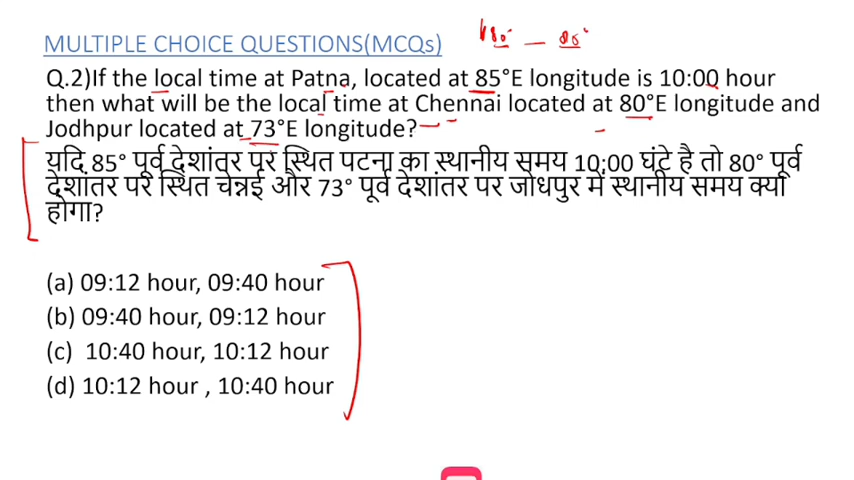 MULTIPLE CHOICE QUESTIONS(MCQs)
Q.2)If the local time at Patna, located at 85°E longitude is 10:00 hour
then what will be the local time at Chennai located at 80°E longitude and
Jodhpur located at 73°E longitude?
यदि 85° पूर्व देशांतर पर स्थित पटना का स्थानीय समय 10:00 घंटे है तो 80° पूर्व
देशांतर पर स्थित चेन्नई और 73° पूर्व देशांतर पर जोधपुर में स्थानीय समय क्या
होगा?
(a) 09:12 hour, 09:40 hour
(b) 09:40 hour, 09:12 hour
(c) 10:40 hour, 10:12 hour
(d) 10:12 hour , 10:40 hour